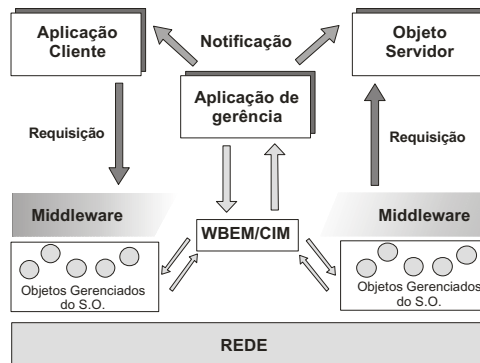 Aplicação
Cliente
Notificação
Objeto
Servidor
Aplicação de
gerência
Requisição
Requisição
Middleware
Middleware
WBEM/CIM
Objetos Gerenciados
do S.O.
Objetos Gerenciados
do S.O.
REDE